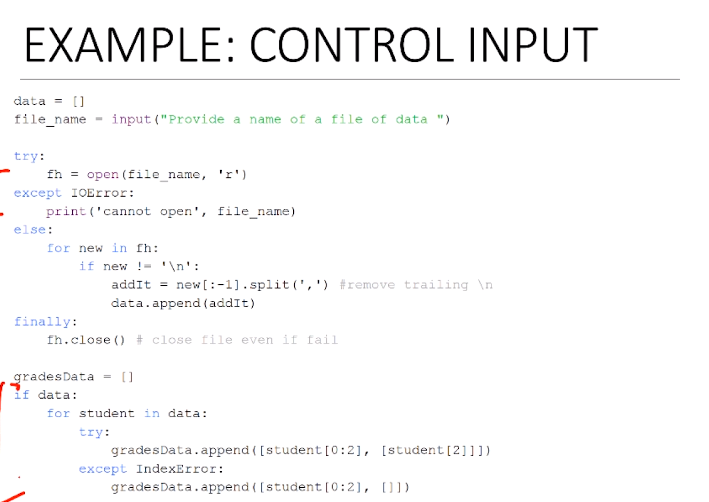 EXAMPLE: CONTROL INPUT
data = []
file_name = input("Provide a name of a file of data ")
try:
    fh = open(file_name, 'r')
except IOError:
    print('cannot open', file_name)
else:
    for new in fh:
        if new != '\n':
            addIt = new[:-1].split(',') #remove trailing \n
            data.append(addIt)
finally:
    fh.close() # close file even if fail
gradesData = []
if data:
    for student in data:
        try:
            gradesData.append([student[0:2], [student[2]]])
        except IndexError:
            gradesData.append([student[0:2], []])